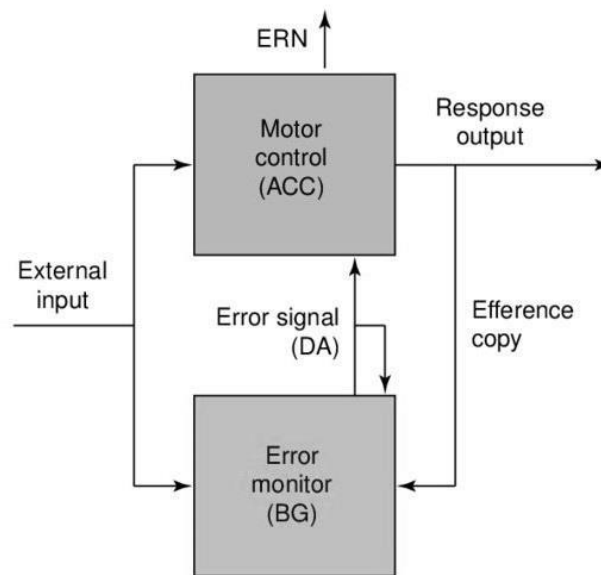 ERN
Motor
control
(ACC)
Response
output
External
input
Error signal
(DA)
Efference
copy
Error
monitor
(BG)